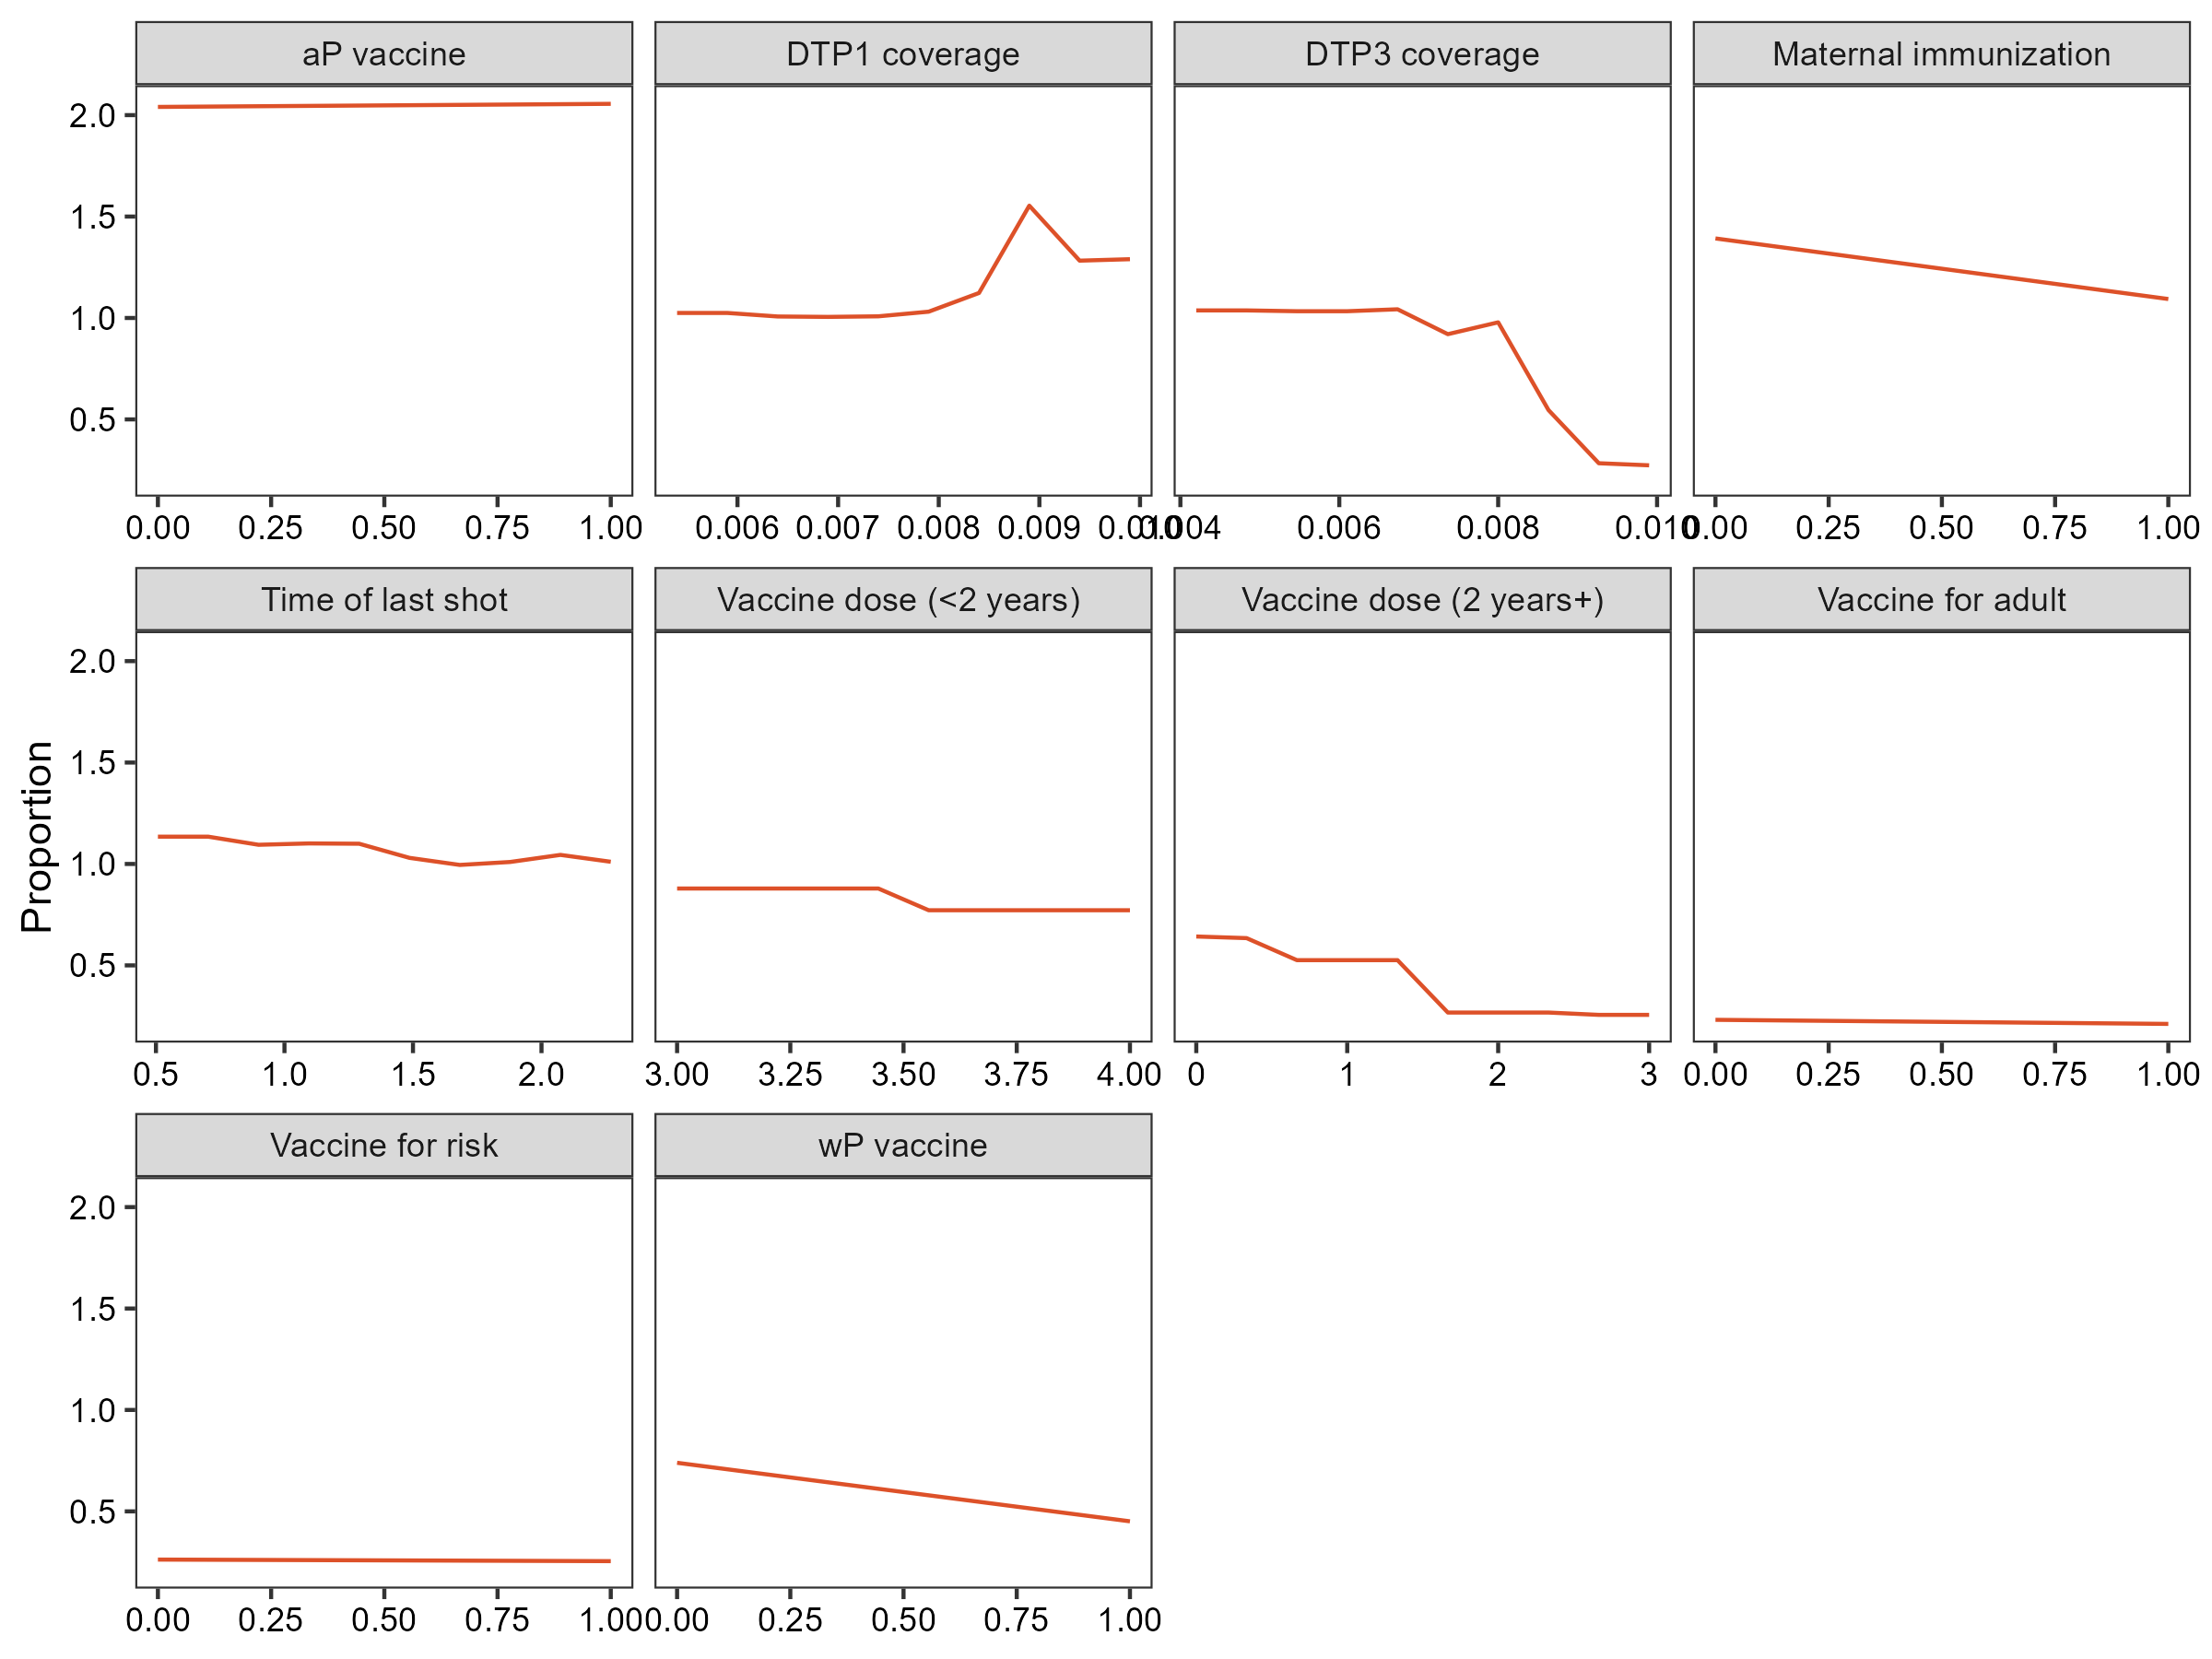 aP vaccine DTP1 coverage DTP3 coverage Maternal immunization
2.0
1.5
1.0
0.5
0.00 0.25 0.50 0.75 1.00 0.006 0.007 0.008 0.009 0.010 0.004 0.006 0.008 0.010 0.00 0.25 0.50 0.75 1.00
Time of last shot Vaccine dose (<2 years) Vaccine dose (2 years+) Vaccine for adult
2.0
1.5
1.0
0.5
Proportion
0.5 1.0 1.5 2.0 3.00 3.25 3.50 3.75 4.00 0 1 2 3 0.00 0.25 0.50 0.75 1.00
Vaccine for risk wP vaccine
2.0
1.5
1.0
0.5
0.00 0.25 0.50 0.75 1.00 0.00 0.25 0.50 0.75 1.00